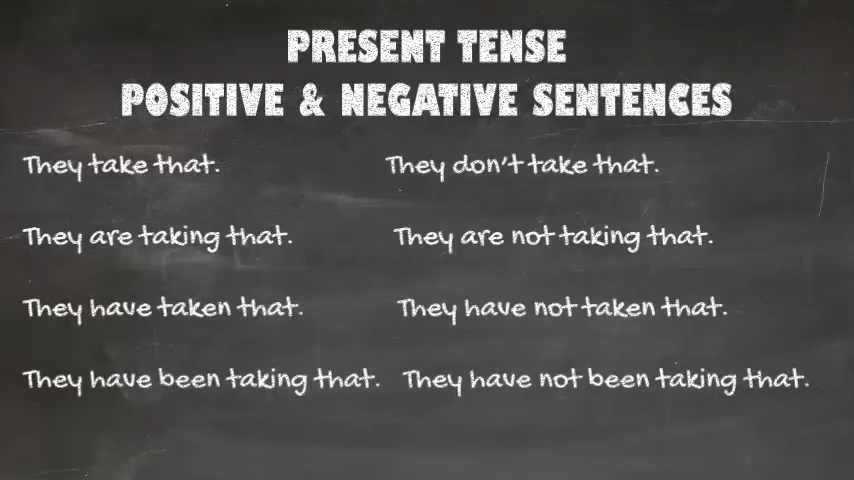 PRESENT TENSE
POSITIVE & NEGATIVE SENTENCES
They take that. They don't take that.
They are taking that. They are not taking that.
They have taken that. They have not taken that.
They have been taking that. They have not been taking that.